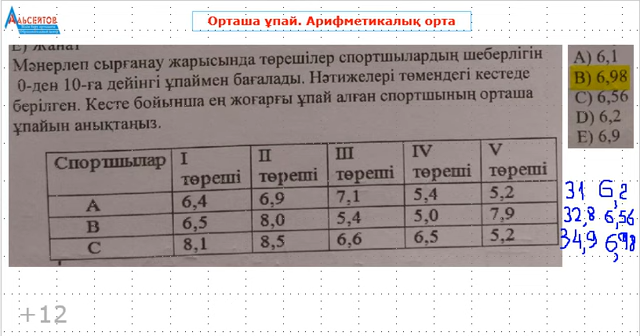 АЛЬСЕИТОВ
Орташа ұпай. Арифметикалық орта
Е) Жанат
Мәнерлеп сырғанау жарысында төрешілер спортшылардың шеберлігін
0-ден 10-ға дейінгі ұпаймен бағалады. Нәтижелері төмендегі кестеде
берілген. Кесте бойынша ең жоғарғы ұпай алған спортшының орташа
ұпайын анықтаңыз.
A) 6,1
B) 6,98
C) 6,56
D) 6,2
E) 6,9
Спортшылар I төреші II төреші III төреші IV төреші V төреші
A 6,4 6,9 7,1 5,4 5,2
B 6,5 8,0 5,4 5,0 7,9
C 8,1 8,5 6,6 6,5 5,2
31 6,2
32,8 6,56
34,9 6,98
+12